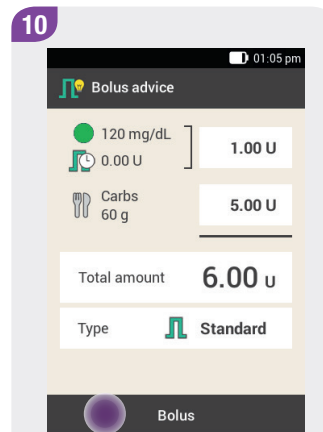 10
01:05 pm
Bolus advice
120 mg/dL
0.00 U
1.00 U
Carbs
60 g
5.00 U
Total amount 6.00 U
Type Standard
Bolus